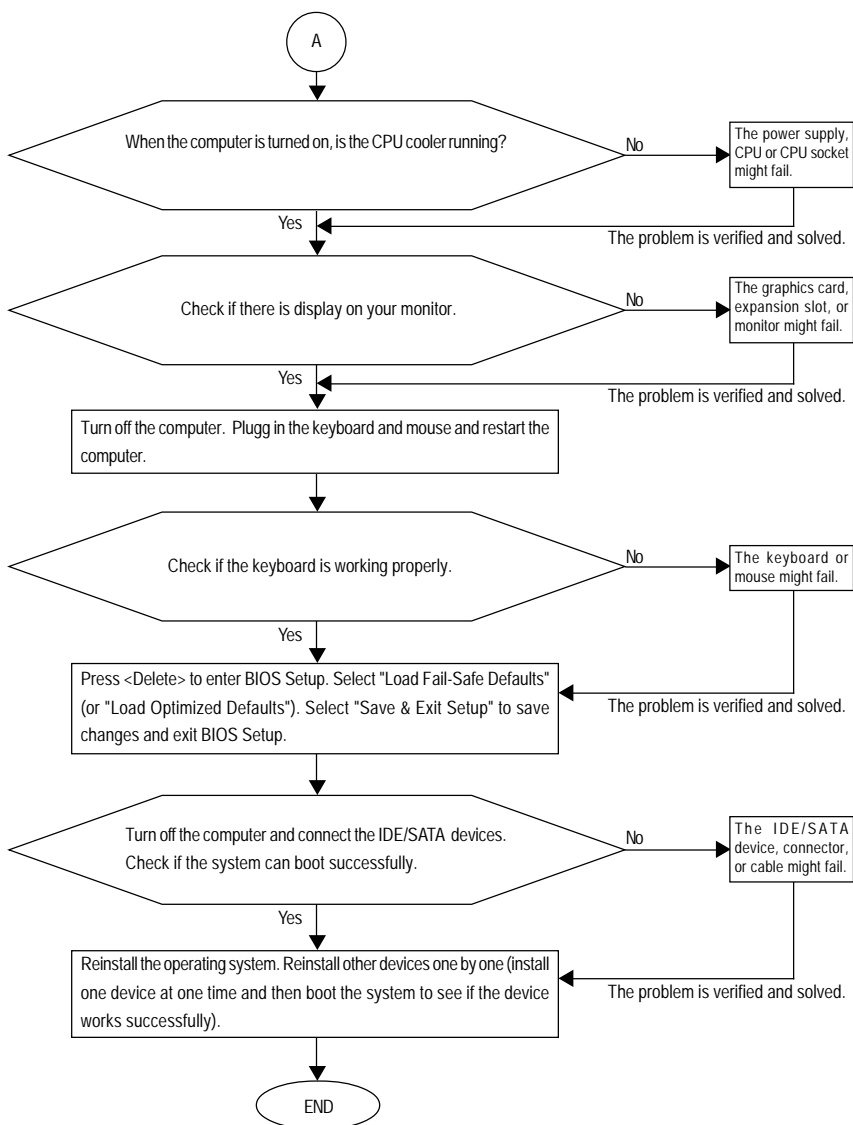 A
When the computer is turned on, is the CPU cooler running?
No
The power supply,
CPU or CPU socket
might fail.
Yes
The problem is verified and solved.
Check if there is display on your monitor.
No
The graphics card,
expansion slot, or
monitor might fail.
Yes
The problem is verified and solved.
Turn off the computer. Plugg in the keyboard and mouse and restart the
computer.
Check if the keyboard is working properly.
No
The keyboard or
mouse might fail.
Yes
Press <Delete> to enter BIOS Setup. Select "Load Fail-Safe Defaults"
(or "Load Optimized Defaults"). Select "Save & Exit Setup" to save
changes and exit BIOS Setup.
The problem is verified and solved.
Turn off the computer and connect the IDE/SATA devices.
Check if the system can boot successfully.
No
The IDE/SATA
device, connector,
or cable might fail.
Yes
Reinstall the operating system. Reinstall other devices one by one (install
one device at one time and then boot the system to see if the device
works successfully).
The problem is verified and solved.
END